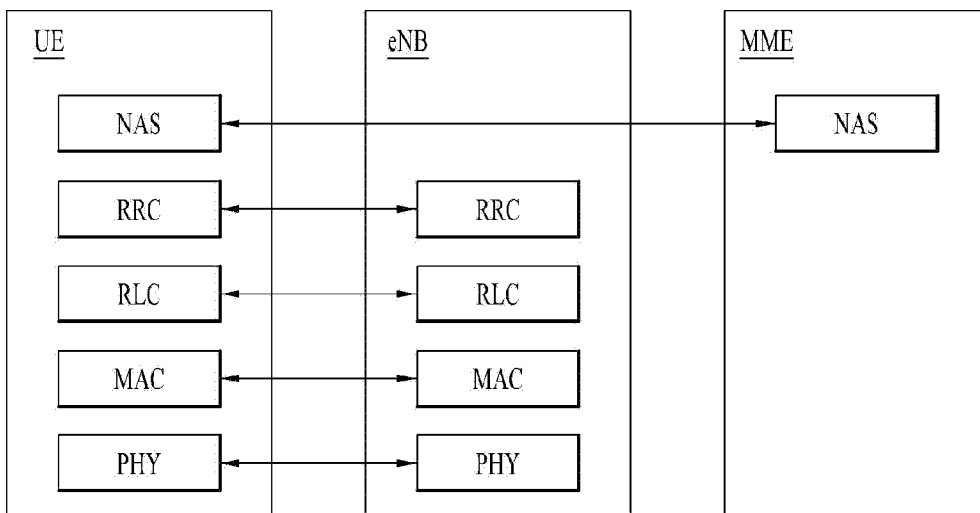 UE eNB MME
NAS NAS
RRC RRC
RLC RLC
MAC MAC
PHY PHY